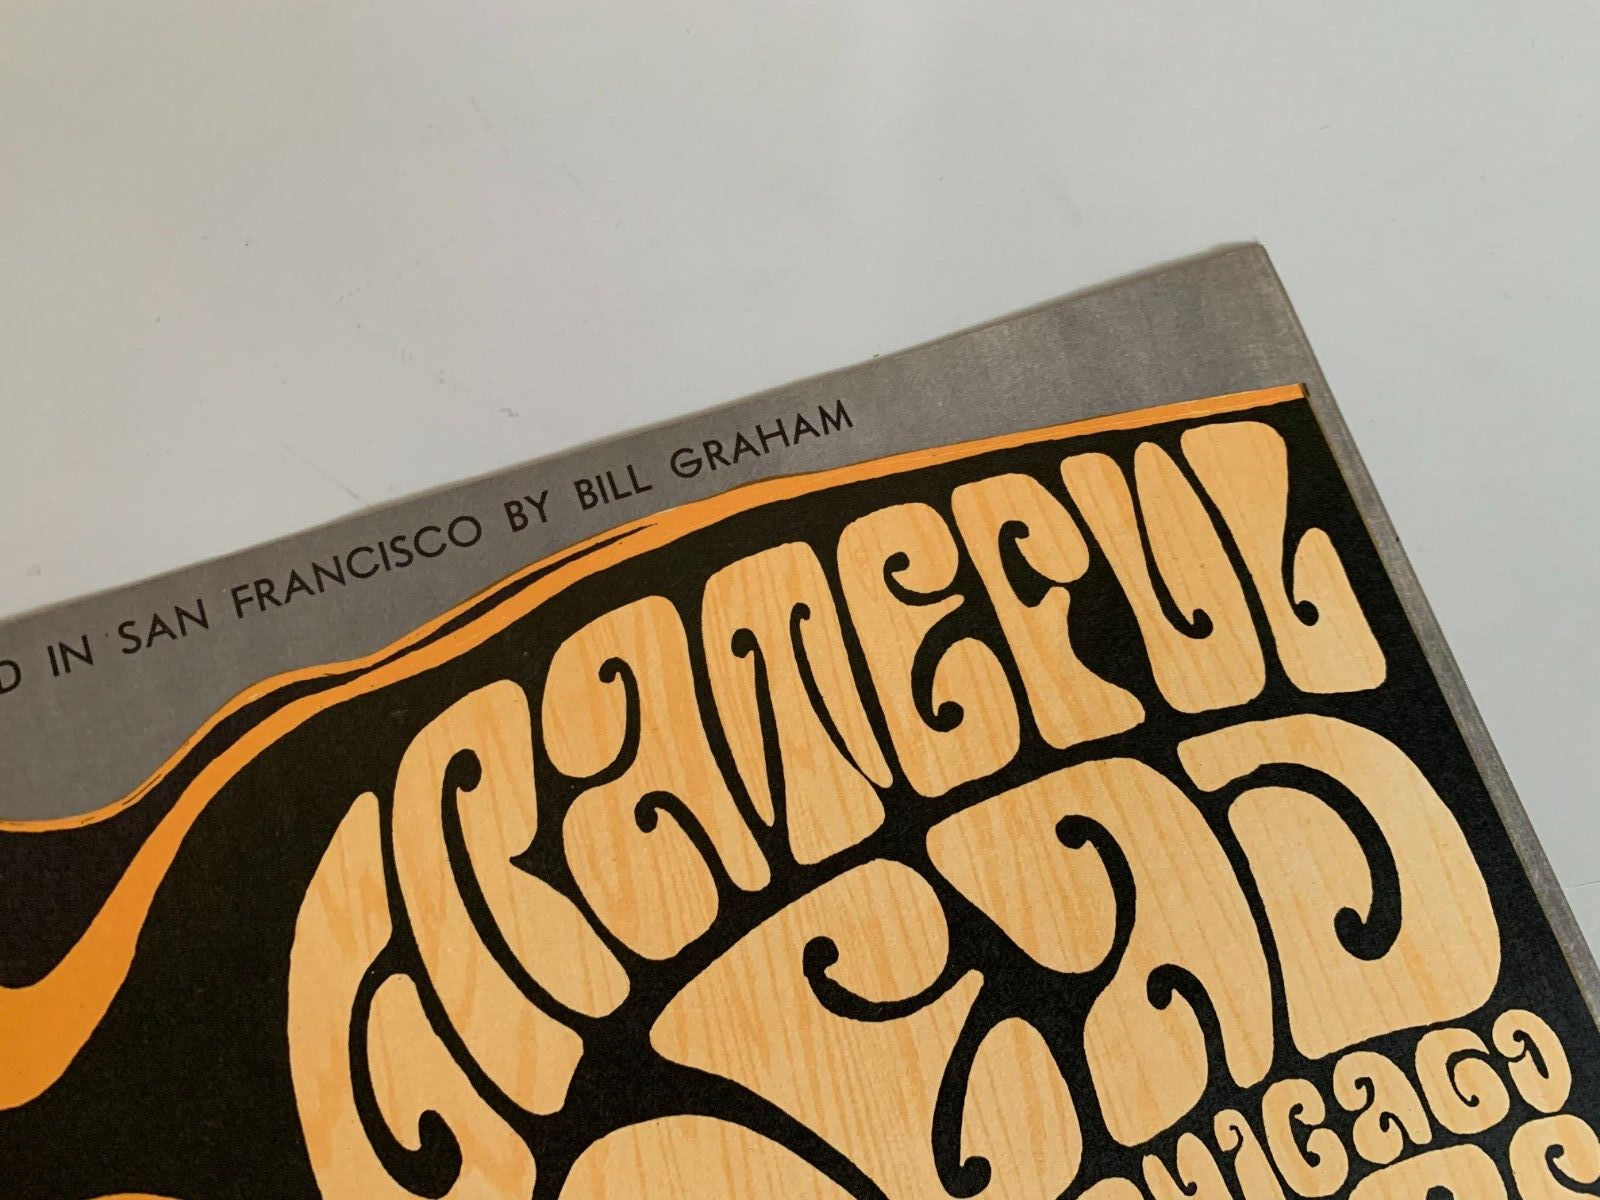 D IN SAN FRANCISCO BY BILL GRAHAM
GRATEFUL
DEAD
CHICAGO